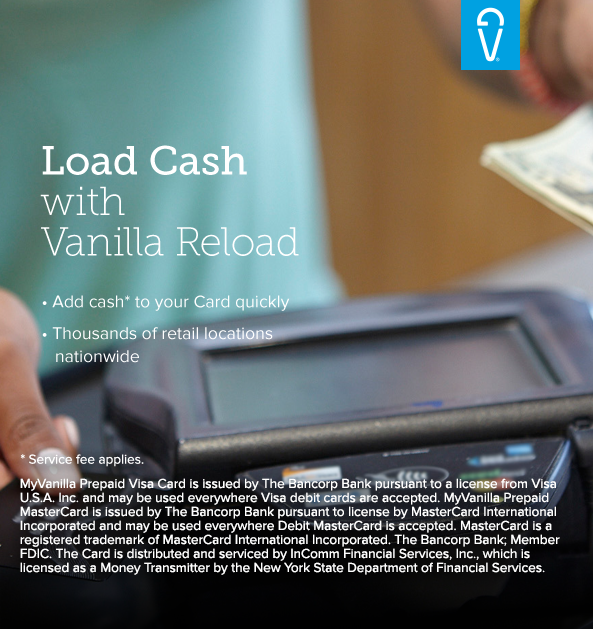 Load Cash
with
Vanilla Reload
• Add cash* to your Card quickly
• Thousands of retail locations
nationwide
* Service fee applies.
MyVanilla Prepaid Visa Card is issued by The Bancorp Bank pursuant to a license from Visa
U.S.A. Inc. and may be used everywhere Visa debit cards are accepted. MyVanilla Prepaid
MasterCard is issued by The Bancorp Bank pursuant to license by MasterCard International
Incorporated and may be used everywhere Debit MasterCard is accepted. MasterCard is a
registered trademark of MasterCard International Incorporated. The Bancorp Bank; Member
FDIC. The Card is distributed and serviced by InComm Financial Services, Inc., which is
licensed as a Money Transmitter by the New York State Department of Financial Services.